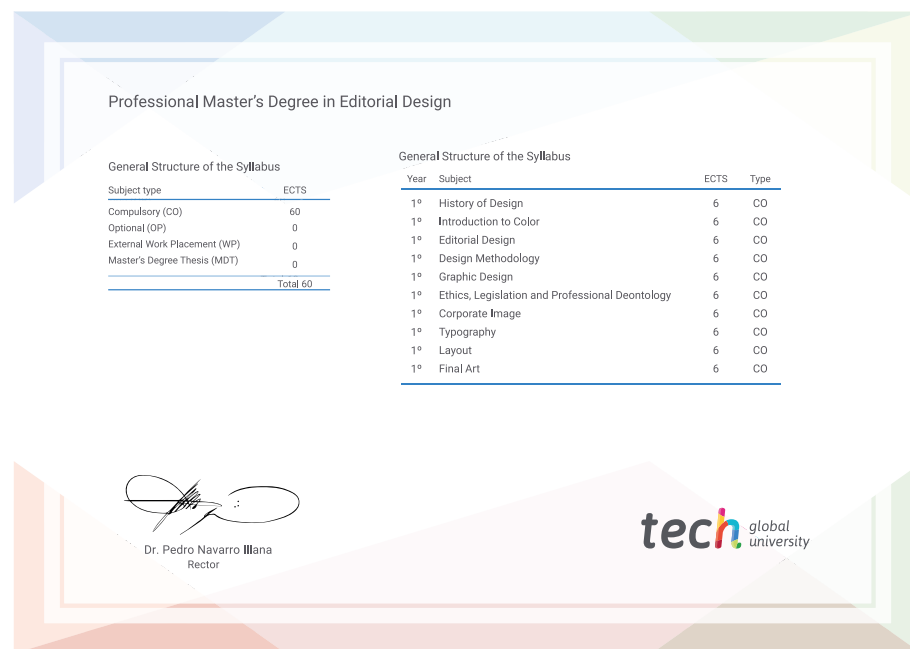 Professional Master's Degree in Editorial Design
General Structure of the Syllabus
Subject type ECTS
Compulsory (CO) 60
Optional (OP) 0
External Work Placement (WP) 0
Master's Degree Thesis (MDT) 0
Total 60
General Structure of the Syllabus
Year Subject ECTS Type
1º History of Design 6 CO
1º Introduction to Color 6 CO
1º Editorial Design 6 CO
1º Design Methodology 6 CO
1º Graphic Design 6 CO
1º Ethics, Legislation and Professional Deontology 6 CO
1º Corporate Image 6 CO
1º Typography 6 CO
1º Layout 6 CO
1º Final Art 6 CO
Dr. Pedro Navarro Illana
Rector
tech global
university